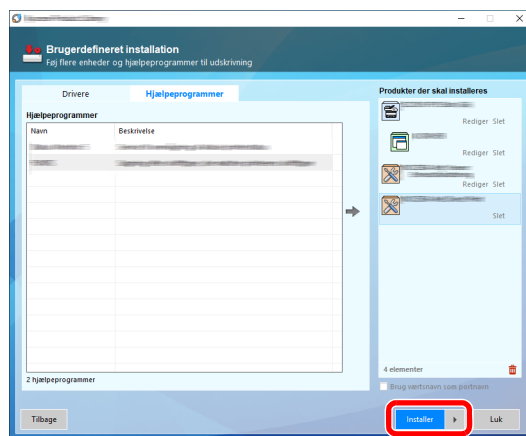 Brugerdefineret installation
Føj flere enheder og hjælpeprogrammer til udskrivning
Drivere
Hjælpeprogrammer
Hjælpeprogrammer
Navn
Beskrivelse
2 hjælpeprogrammer
Produkter der skal installeres
Rediger Slet
Rediger Slet
Rediger Slet
Slet
4 elementer
Brug værtsnavn som portnavn
Tilbage
Installer
Luk